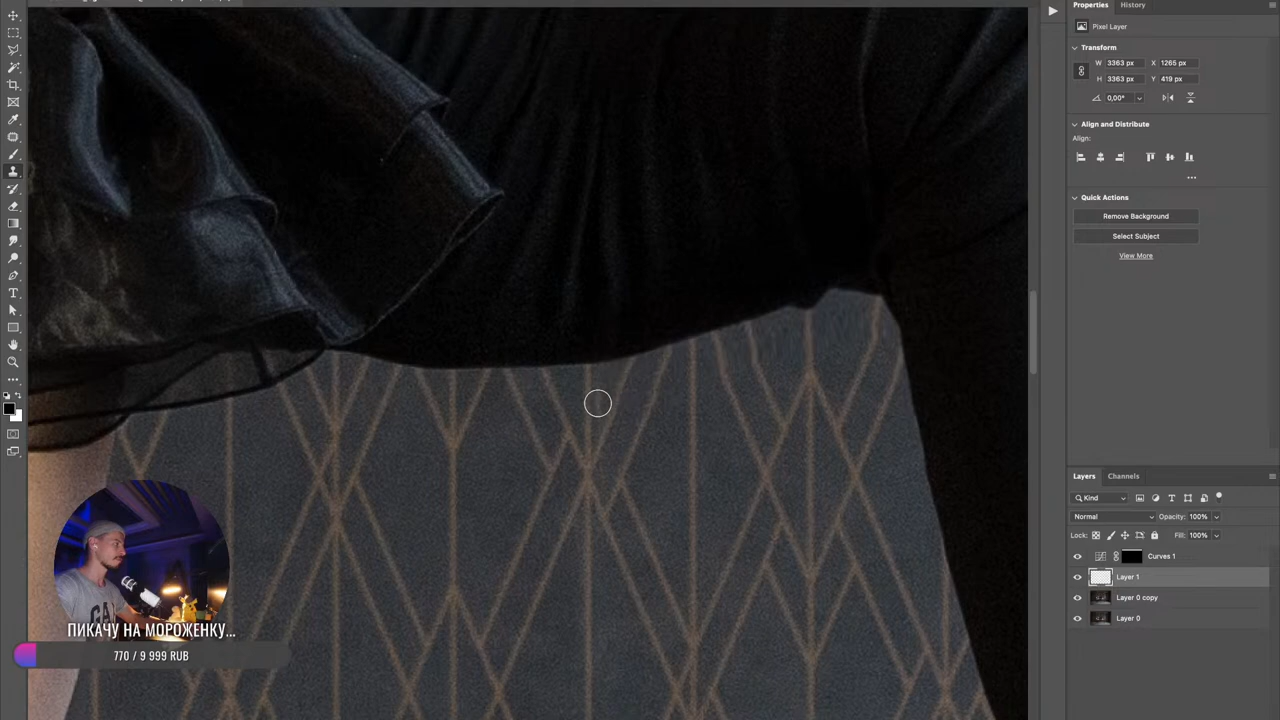 Properties
History
Pixel Layer
Transform
W 3363 px X 1265 px
H 3363 px Y 419 px
0,00°
Align and Distribute
Align:
Quick Actions
Remove Background
Select Subject
View More
Layers Channels
Kind
Normal Opacity: 100%
Lock: Fill: 100%
Curves 1
Layer 1
Layer 0 copy
Layer 0
ПИКАЧУ НА МОРОЖЕНКУ...
770 / 9 999 RUB